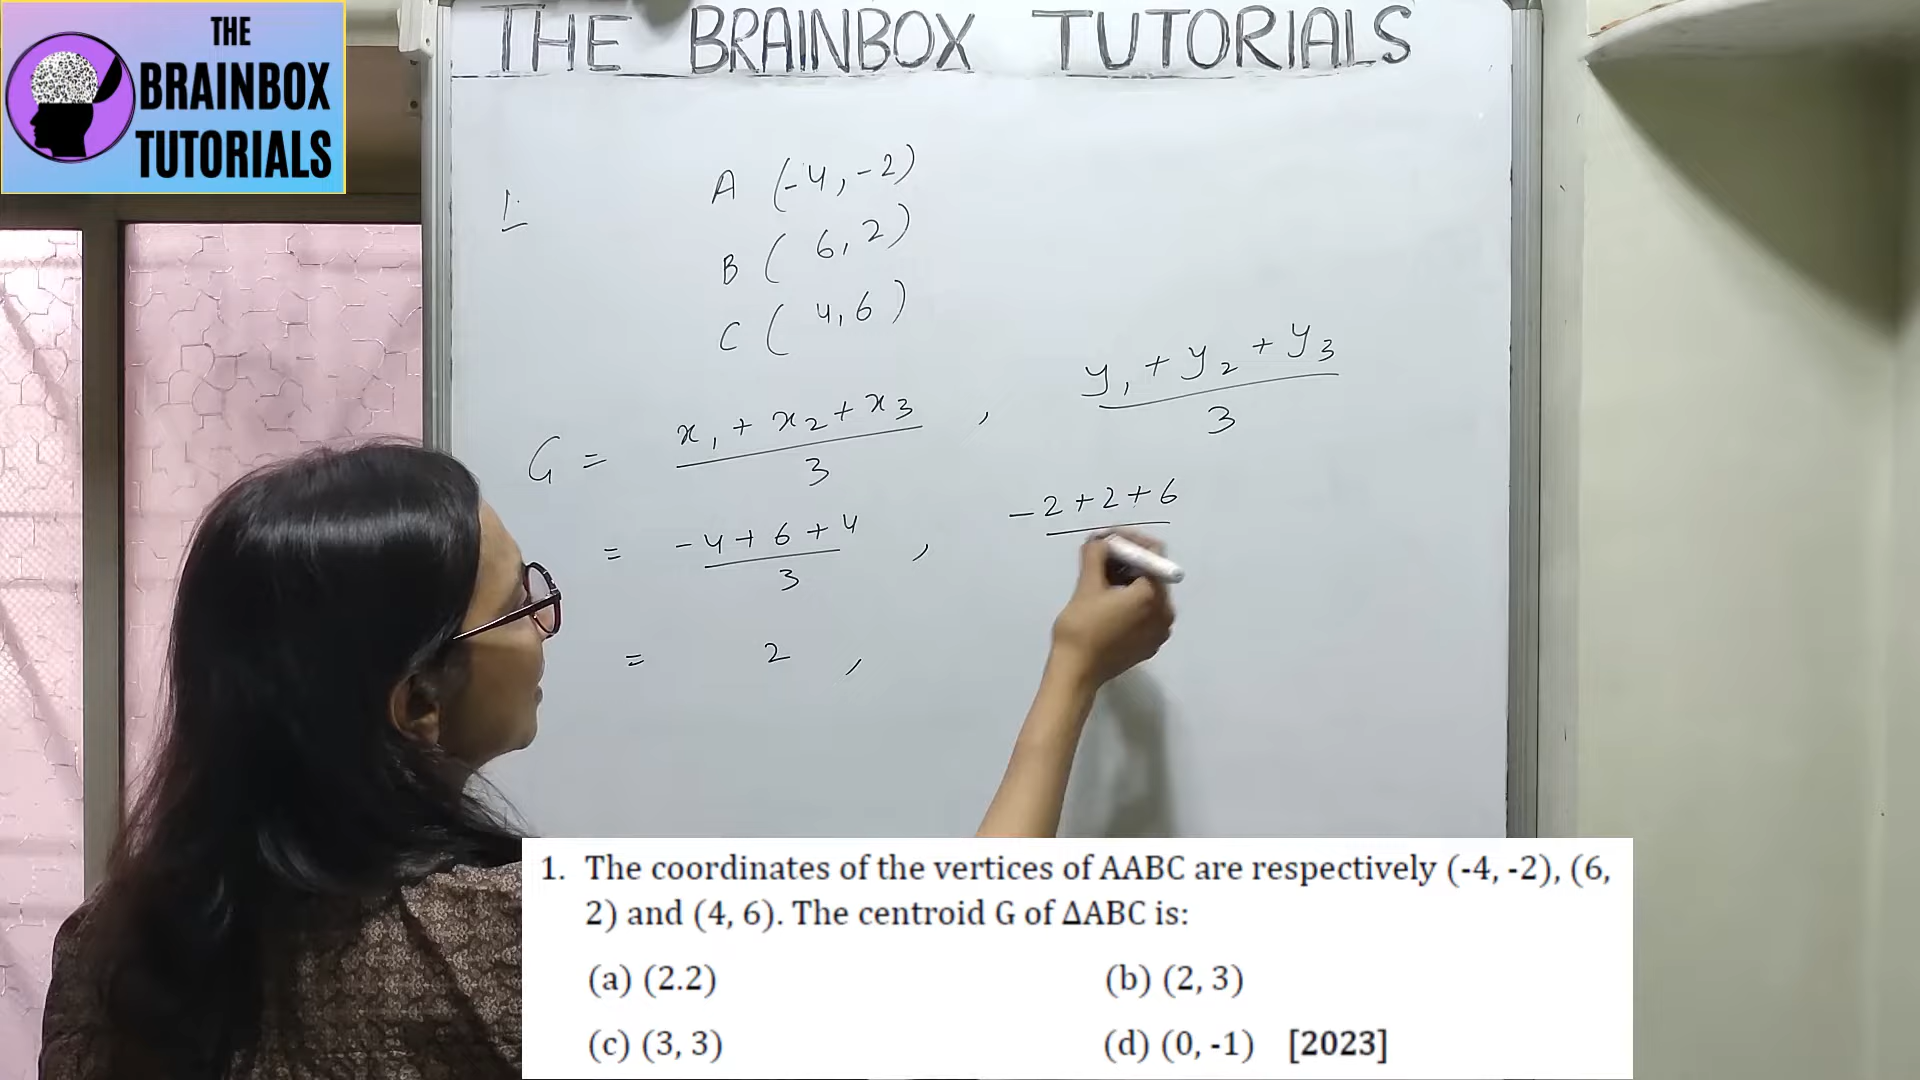 THE BRAINBOX TUTORIALS
THE
BRAINBOX
TUTORIALS
1.
A (-4, -2)
B ( 6, 2)
C ( 4, 6)
G = x₁ + x₂ + x₃ / 3 , y₁ + y₂ + y₃ / 3
= -4 + 6 + 4 / 3 , -2 + 2 + 6
= 2 ,
1. The coordinates of the vertices of AABC are respectively (-4, -2), (6,
2) and (4, 6). The centroid G of ΔABC is:
(a) (2.2) (b) (2, 3)
(c) (3, 3) (d) (0, -1) [2023]